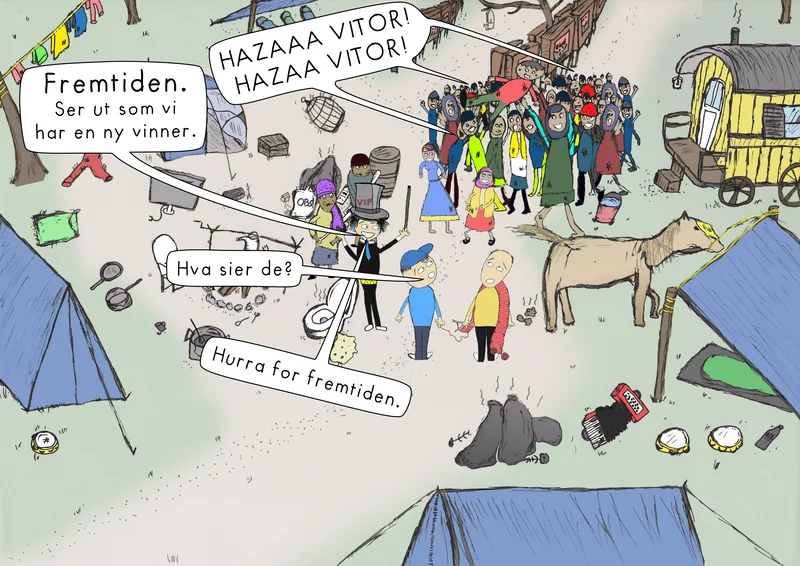 HAZAAA VITOR!
HAZAA VITOR!
Fremtiden.
Ser ut som vi
har en ny vinner.
OBS
VIP
Hva sier de?
Hurra for fremtiden.